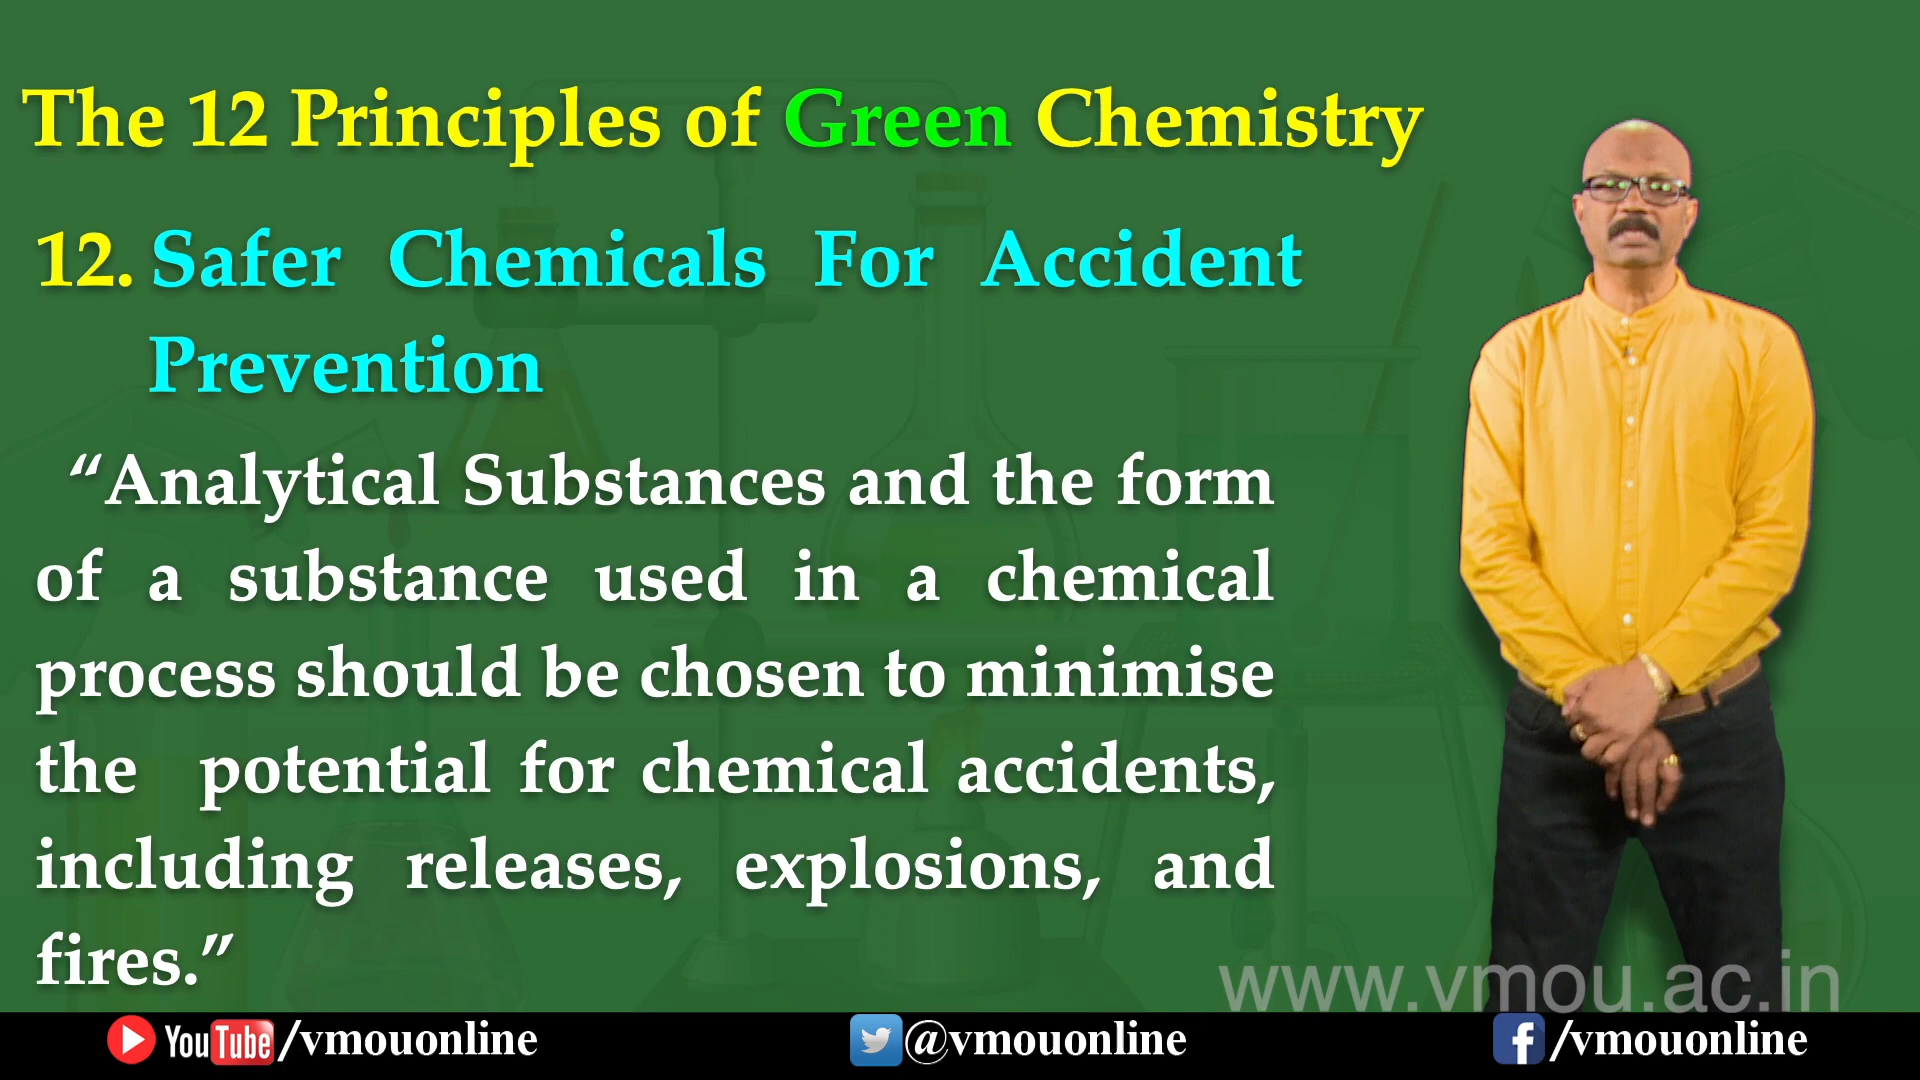 The 12 Principles of Green Chemistry
12. Safer Chemicals For Accident
Prevention
“Analytical Substances and the form
of a substance used in a chemical
process should be chosen to minimise
the potential for chemical accidents,
including releases, explosions, and
fires.”
www.vmou.ac.in
YouTube /vmouonline
@vmouonline
f /vmouonline